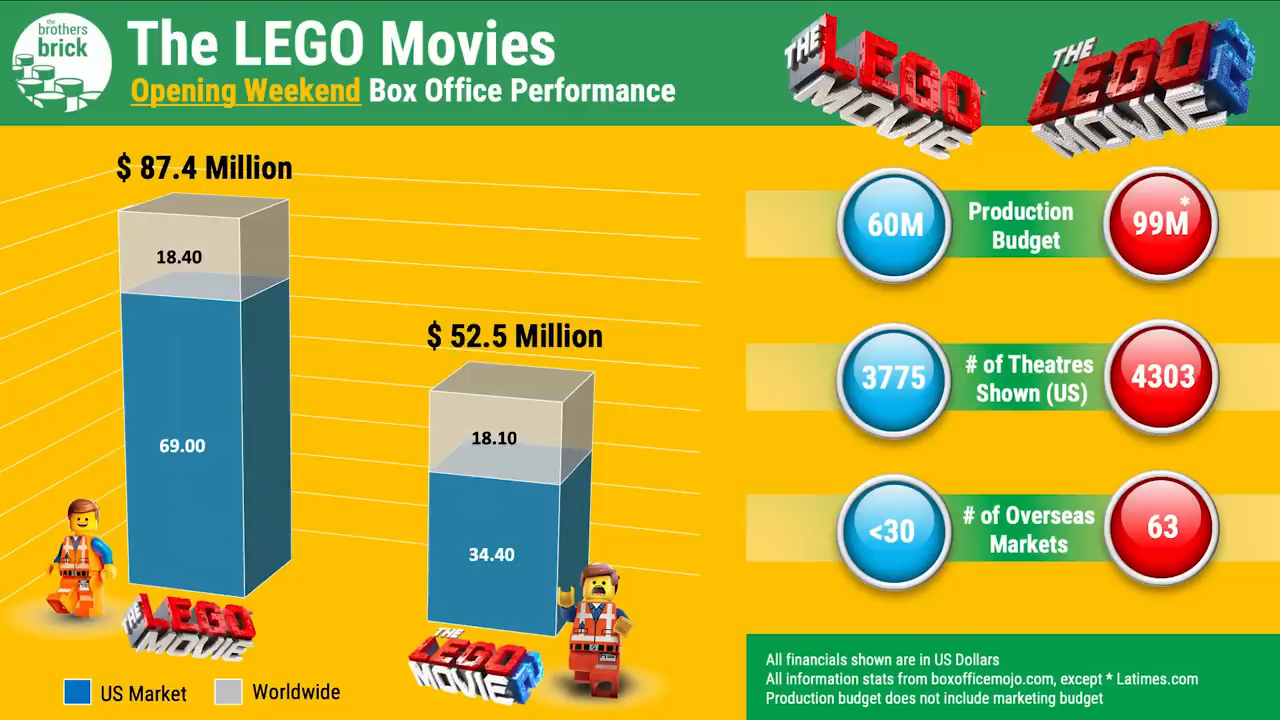 the
brothers
brick
The LEGO Movies
Opening Weekend Box Office Performance
THE
LEGO
MOVIE
THE
LEGO 2
MOVIE
$ 87.4 Million
18.40
69.00
$ 52.5 Million
18.10
34.40
THE
LEGO
MOVIE
THE
LEGO 2
MOVIE
US Market
Worldwide
60M
Production
Budget
99M*
3775
# of Theatres
Shown (US)
4303
<30
# of Overseas
Markets
63
All financials shown are in US Dollars
All information stats from boxofficemojo.com, except * Latimes.com
Production budget does not include marketing budget